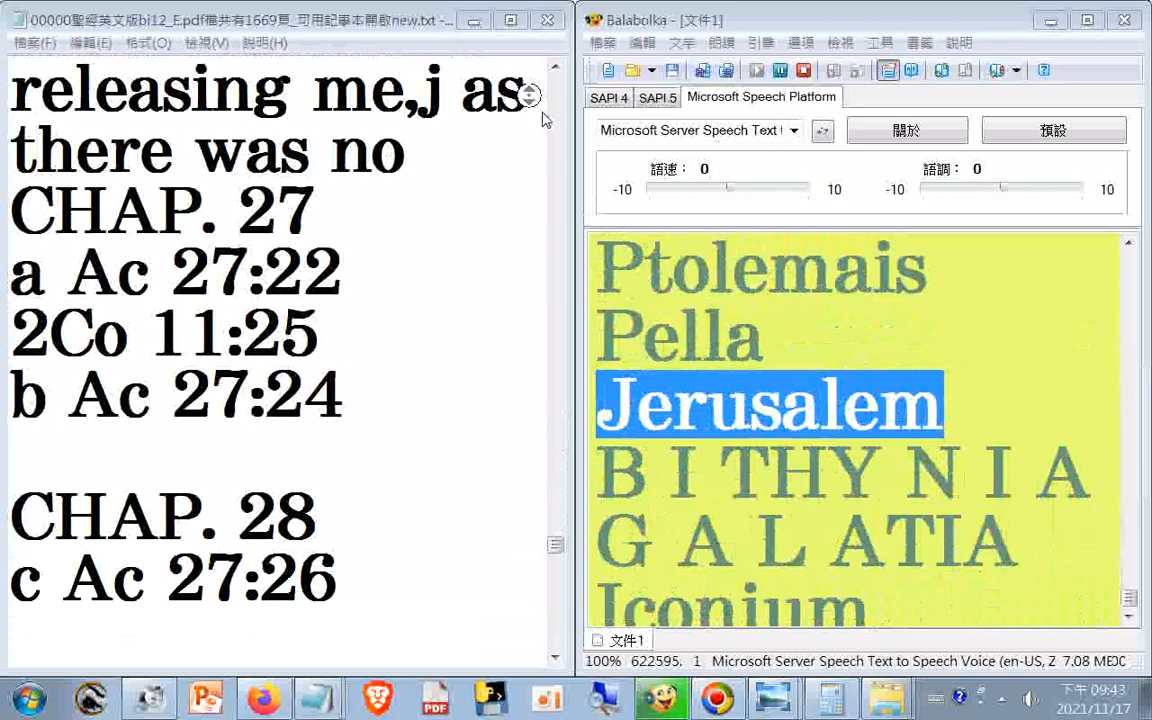 00000聖經英文版bi12_E.pdf檔共有1669頁_可用記事本開啟new.txt -...
檔案(F) 編輯(E) 格式(O) 檢視(V) 說明(H)
releasing me,j as
there was no
CHAP. 27
a Ac 27:22
2Co 11:25
b Ac 27:24
CHAP. 28
c Ac 27:26
Balabolka - [文件1]
檔案 編輯 文字 朗讀 引擎 選項 檢視 工具 書籤 說明
SAPI 4 SAPI 5 Microsoft Speech Platform
Microsoft Server Speech Text 關於 預設
語速： 0 語調： 0
-10 10 -10 10
Ptolemais
Pella
Jerusalem
B I THY N I A
G A L ATIA
Iconium
文件1
100% 622595. 1 Microsoft Server Speech Text to Speech Voice (en-US, Z 7.08 MB
PDF
下午 09:43
2021/11/17